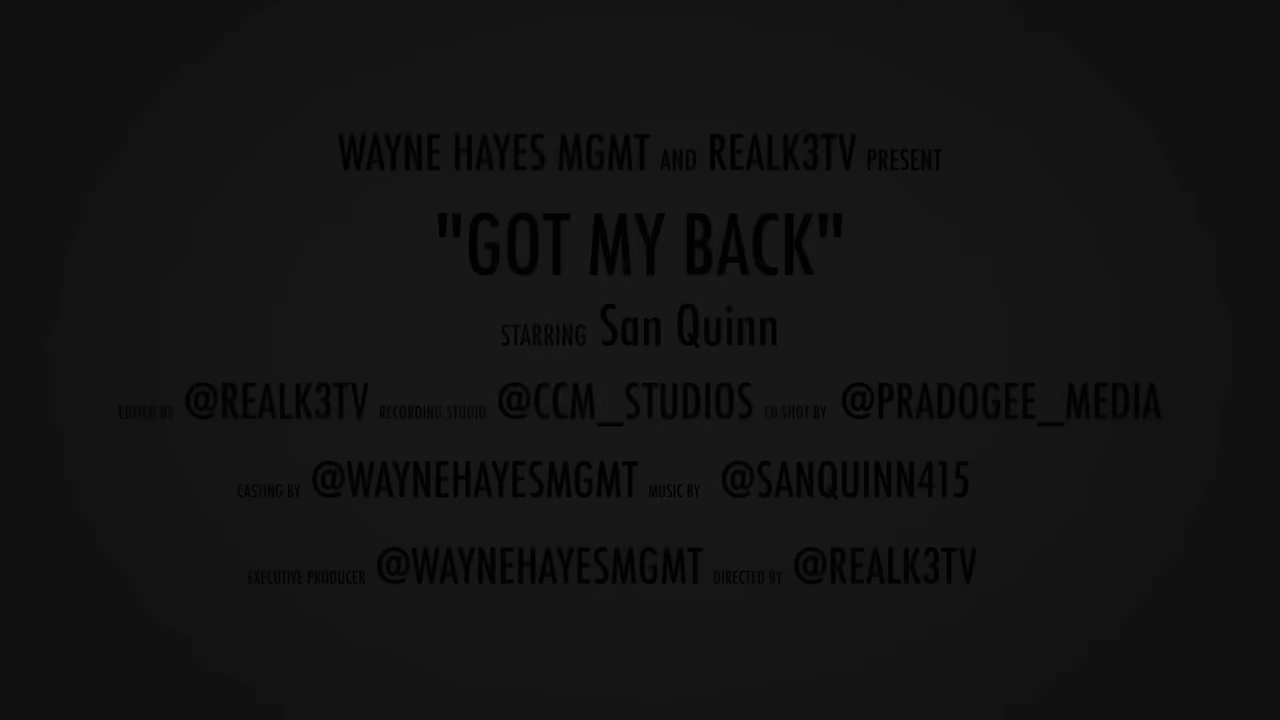 WAYNE HAYES MGMT AND REALK3TV PRESENT
"GOT MY BACK"
STARRING San Quinn
EDITED BY @REALK3TV RECORDING STUDIO @CCM_STUDIOS CO SHOT BY @PRADOGEE_MEDIA
CASTING BY @WAYNEHAYESMGMT MUSIC BY @SANQUINN415
EXECUTIVE PRODUCER @WAYNEHAYESMGMT DIRECTED BY @REALK3TV